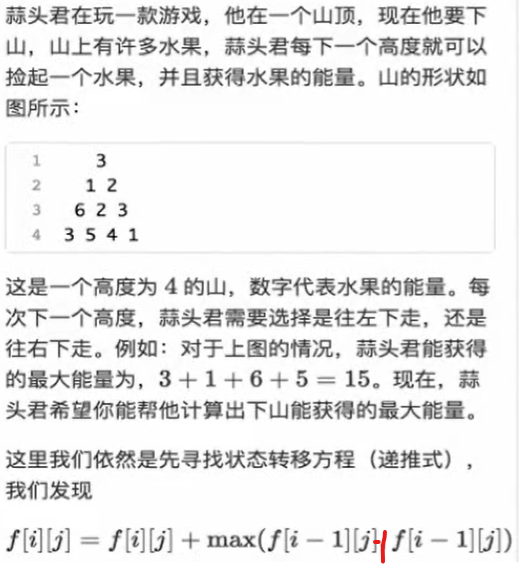 蒜头君在玩一款游戏，他在一个山顶，现在他要下
山，山上有许多水果，蒜头君每下一个高度就可以
捡起一个水果，并且获得水果的能量。山的形状如
图所示：
1 3
2 1 2
3 6 2 3
4 3 5 4 1
这是一个高度为 4 的山，数字代表水果的能量。每
次下一个高度，蒜头君需要选择是往左下走，还是
往右下走。例如：对于上图的情况，蒜头君能获得
的最大能量为，3 + 1 + 6 + 5 = 15。现在，蒜
头君希望你能帮他计算出下山能获得的最大能量。
这里我们依然是先寻找状态转移方程（递推式），
我们发现
f[i][j] = f[i][j] + max(f[i − 1][j] f[i − 1][j])